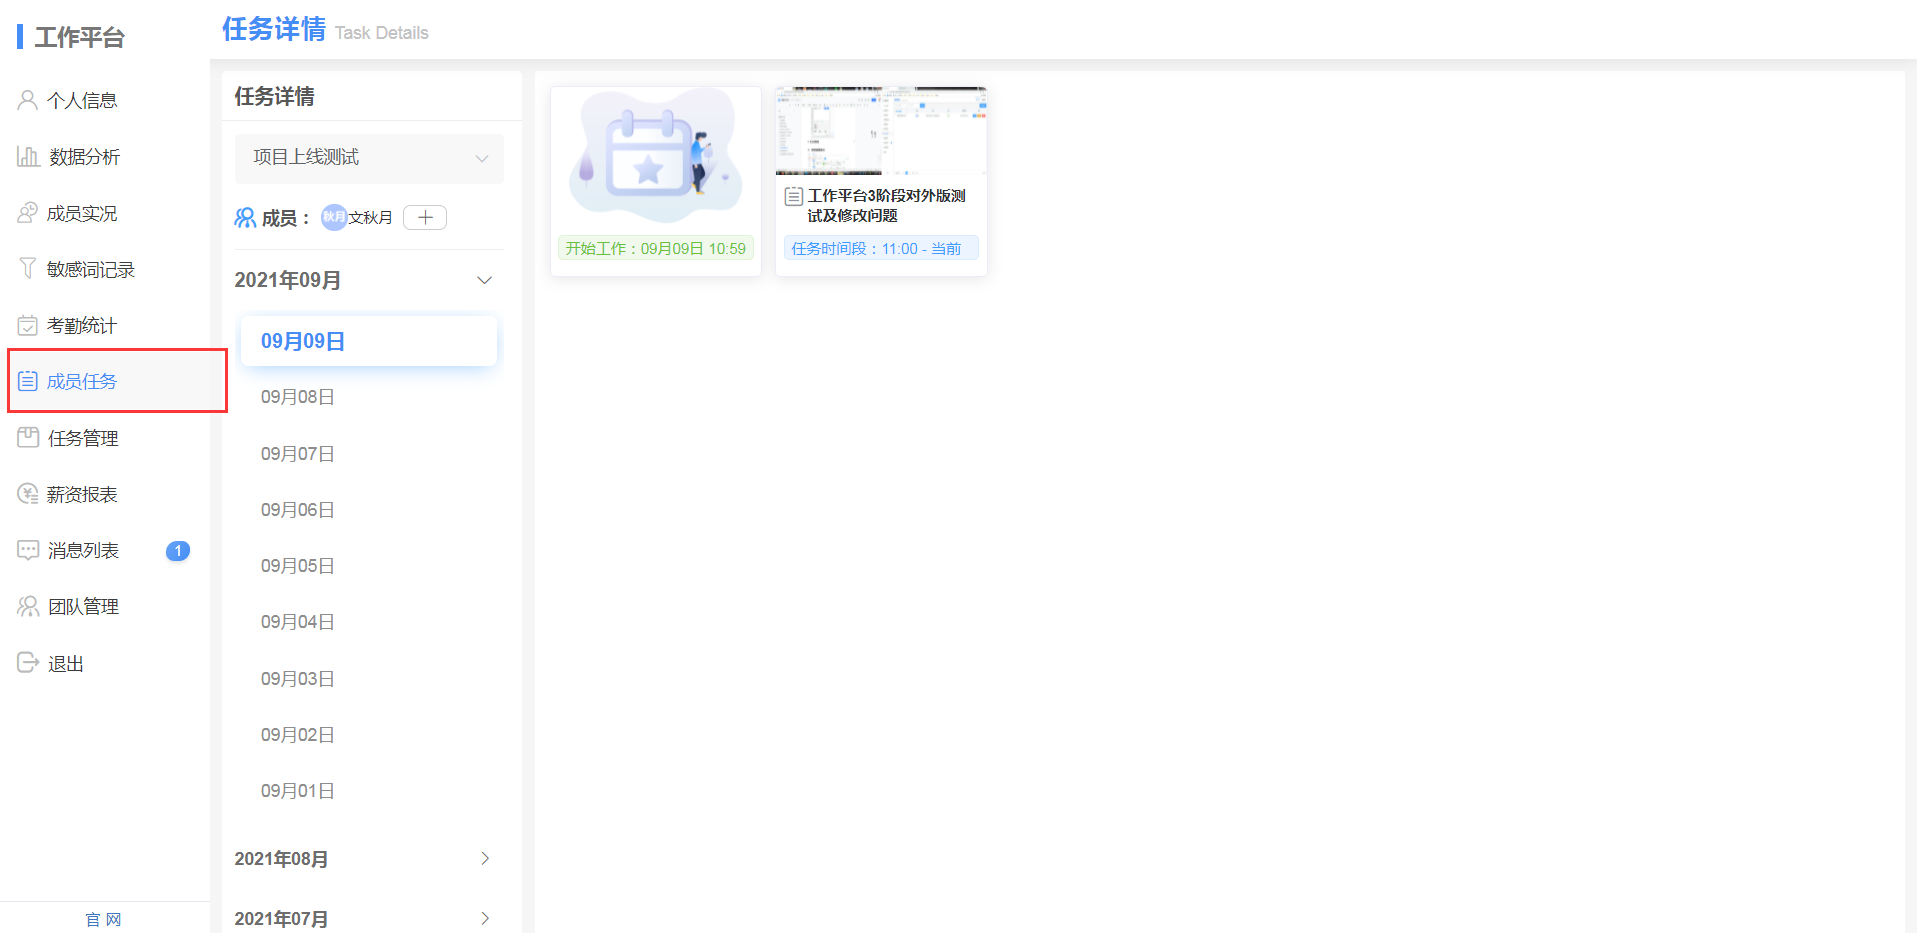 工作平台
个人信息
数据分析
成员实况
敏感词记录
考勤统计
成员任务
任务管理
薪资报表
消息列表 1
团队管理
退出
官 网
任务详情 Task Details
任务详情
项目上线测试
成员： 秋月 文秋月
2021年09月
09月09日
09月08日
09月07日
09月06日
09月05日
09月04日
09月03日
09月02日
09月01日
2021年08月
2021年07月
开始工作：09月09日 10:59
工作平台3阶段对外版测
试及修改问题
任务时间段：11:00 - 当前